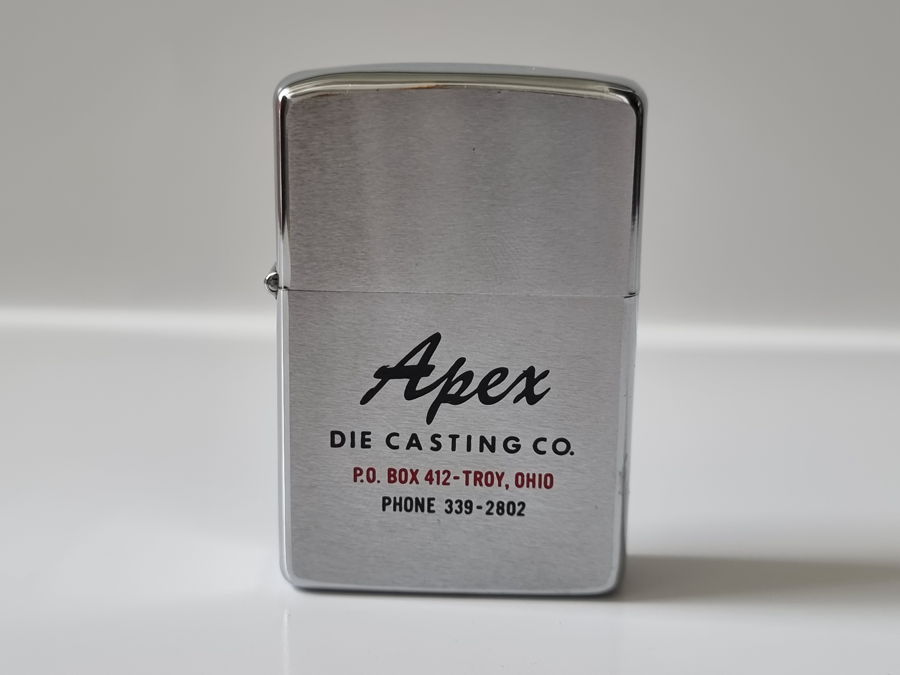 Apex
DIE CASTING CO.
P.O. BOX 412-TROY, OHIO
PHONE 339-2802